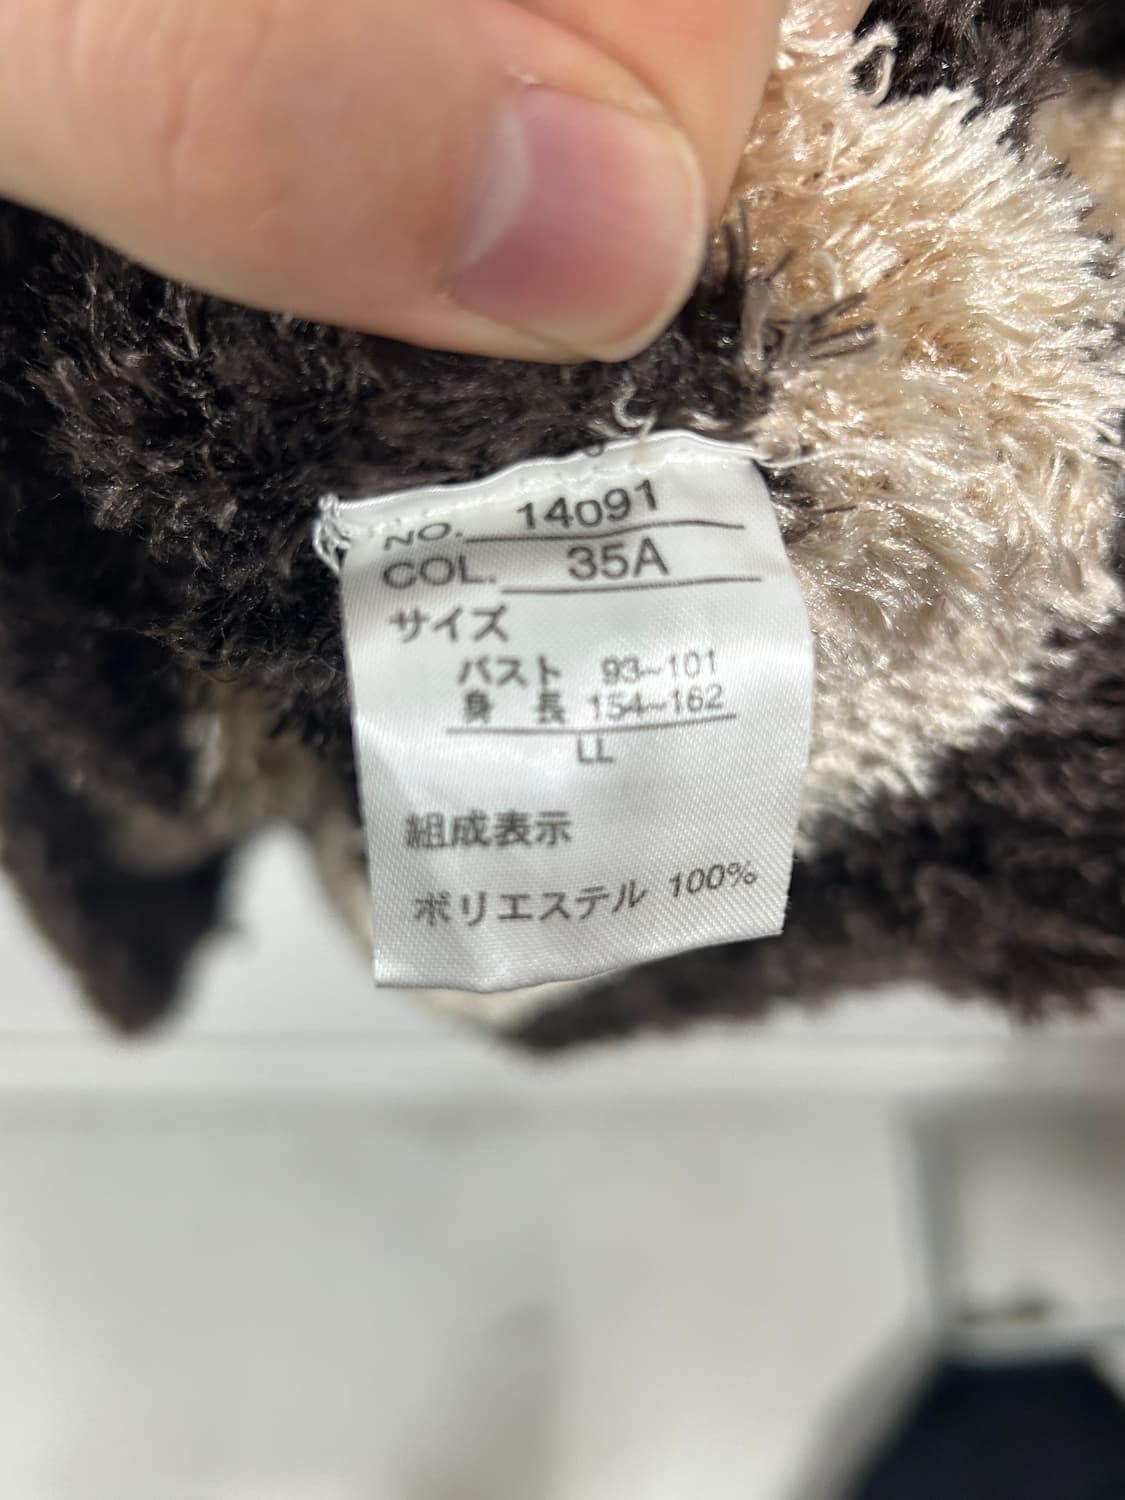 NO. 14091
COL. 35A
サイズ
バスト 93~101
身 長 154~162
LL
組成表示
ポリエステル 100%